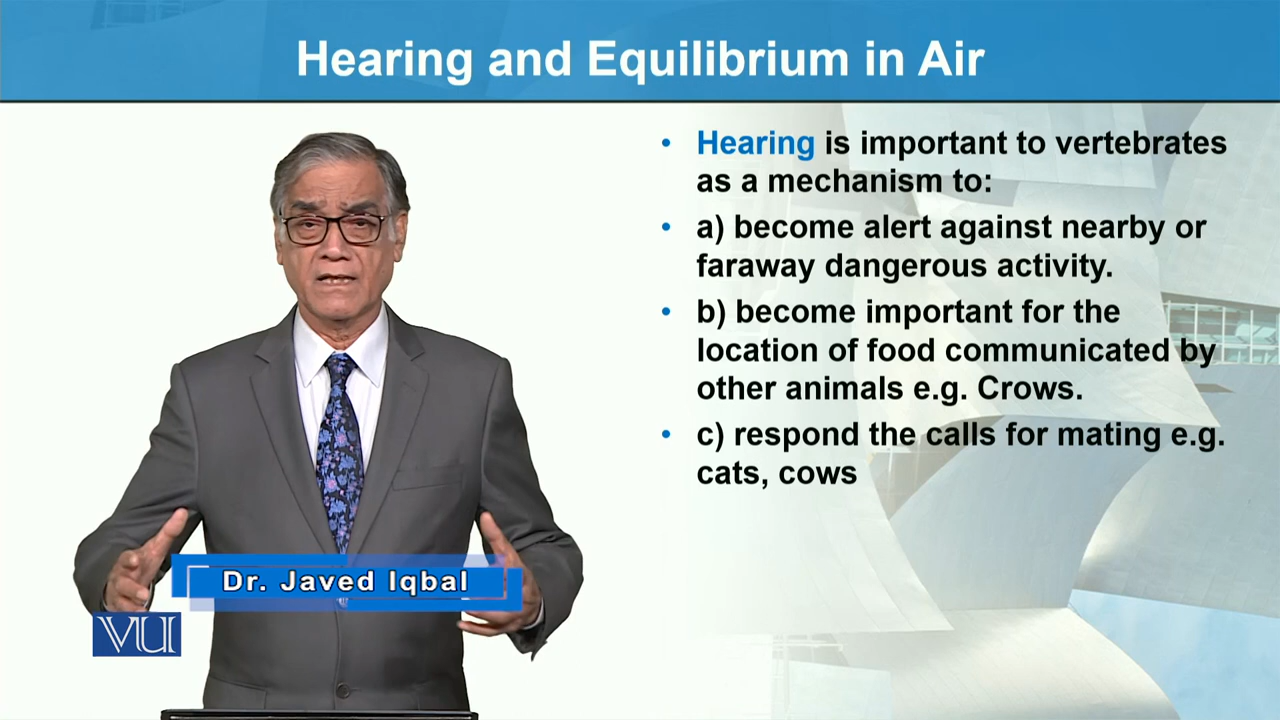 Hearing and Equilibrium in Air
• Hearing is important to vertebrates
as a mechanism to:
• a) become alert against nearby or
faraway dangerous activity.
• b) become important for the
location of food communicated by
other animals e.g. Crows.
• c) respond the calls for mating e.g.
cats, cows
Dr. Javed Iqbal
VU